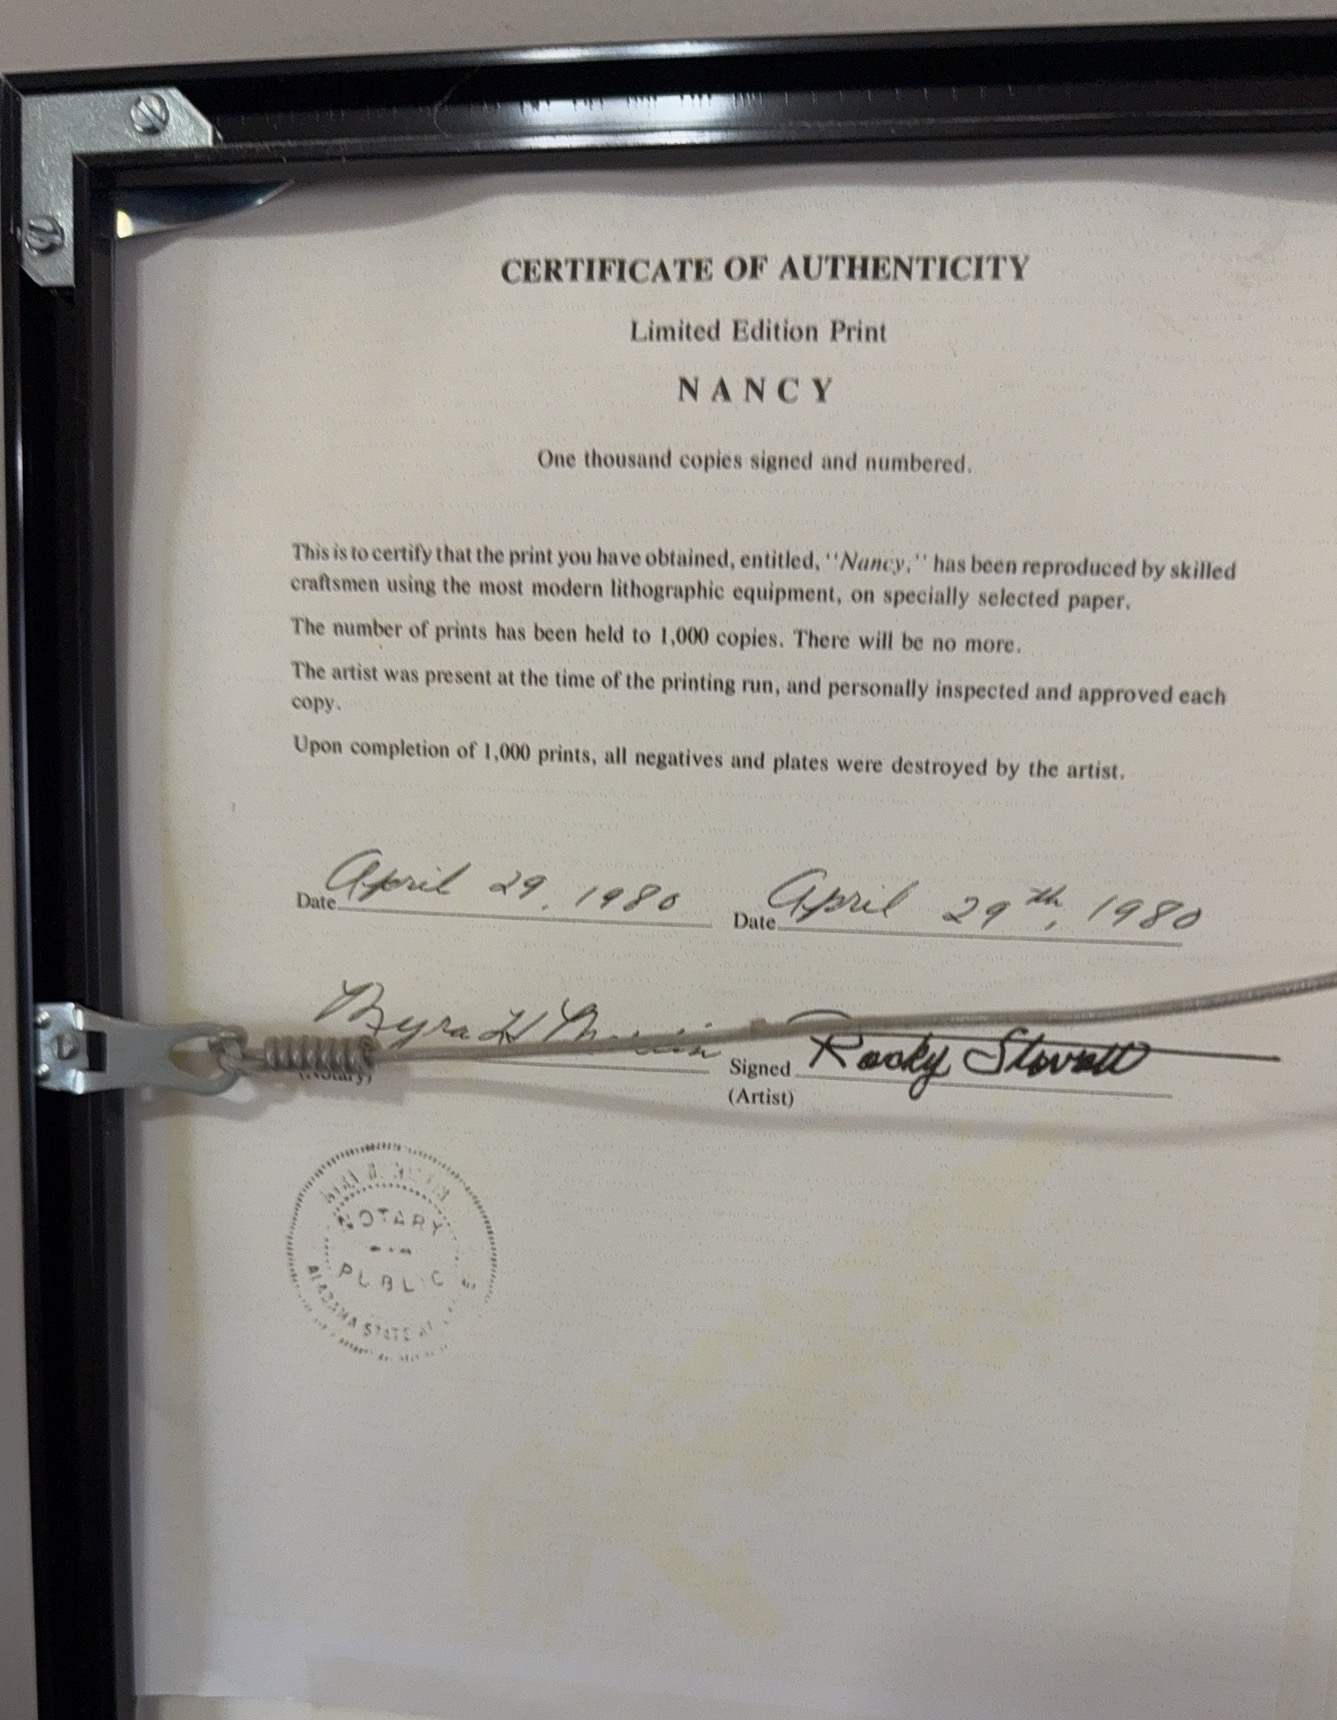 CERTIFICATE OF AUTHENTICITY
Limited Edition Print
NANCY
One thousand copies signed and numbered.
This is to certify that the print you have obtained, entitled, "Nancy," has been reproduced by skilled
craftsmen using the most modern lithographic equipment, on specially selected paper.
The number of prints has been held to 1,000 copies. There will be no more.
The artist was present at the time of the printing run, and personally inspected and approved each
copy.
Upon completion of 1,000 prints, all negatives and plates were destroyed by the artist.
Date April 29, 1980 Date April 29th, 1980
Myra H Signed Rocky Stovall
(Notary) (Artist)
NOTARY
PUBLIC
ALABAMA STATE AT